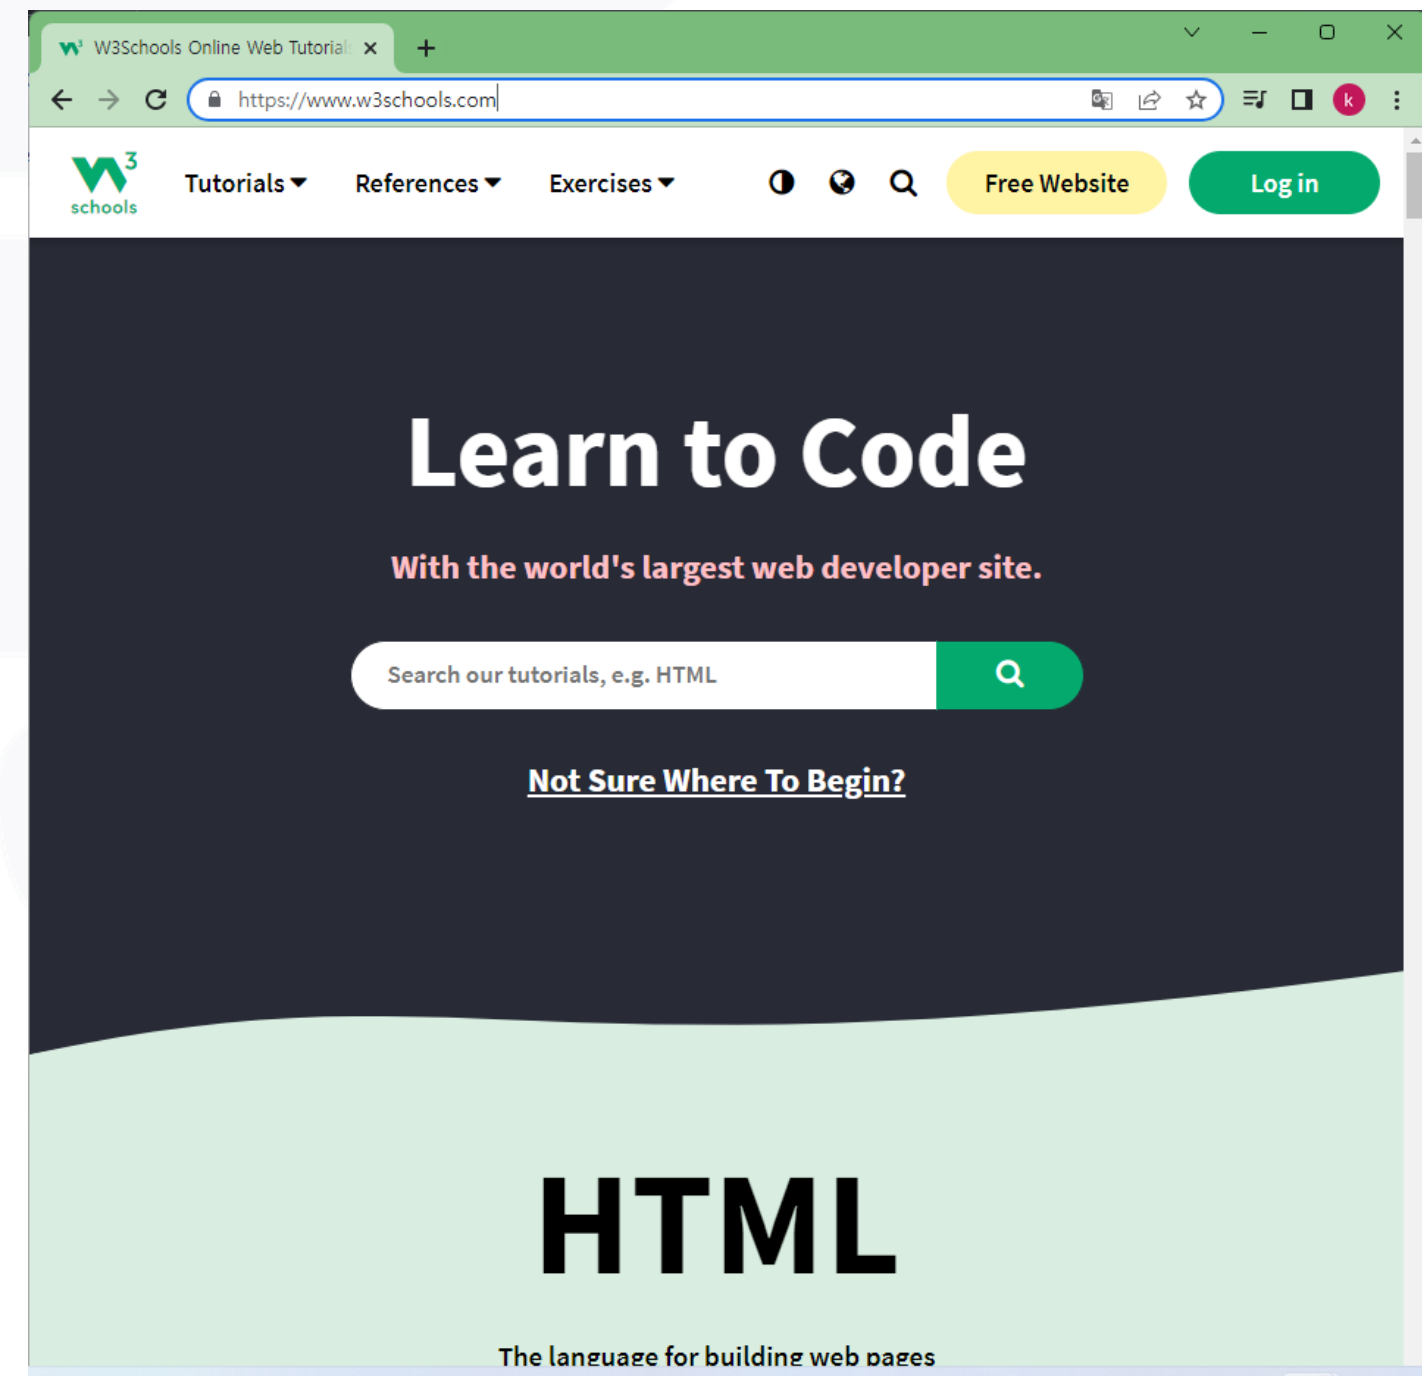 W3Schools Online Web Tutorial
https://www.w3schools.com
k
3
schools
Tutorials
References
Exercises
Free Website
Log in
Learn to Code
With the world's largest web developer site.
Search our tutorials, e.g. HTML
Not Sure Where To Begin?
HTML
The language for building web pages